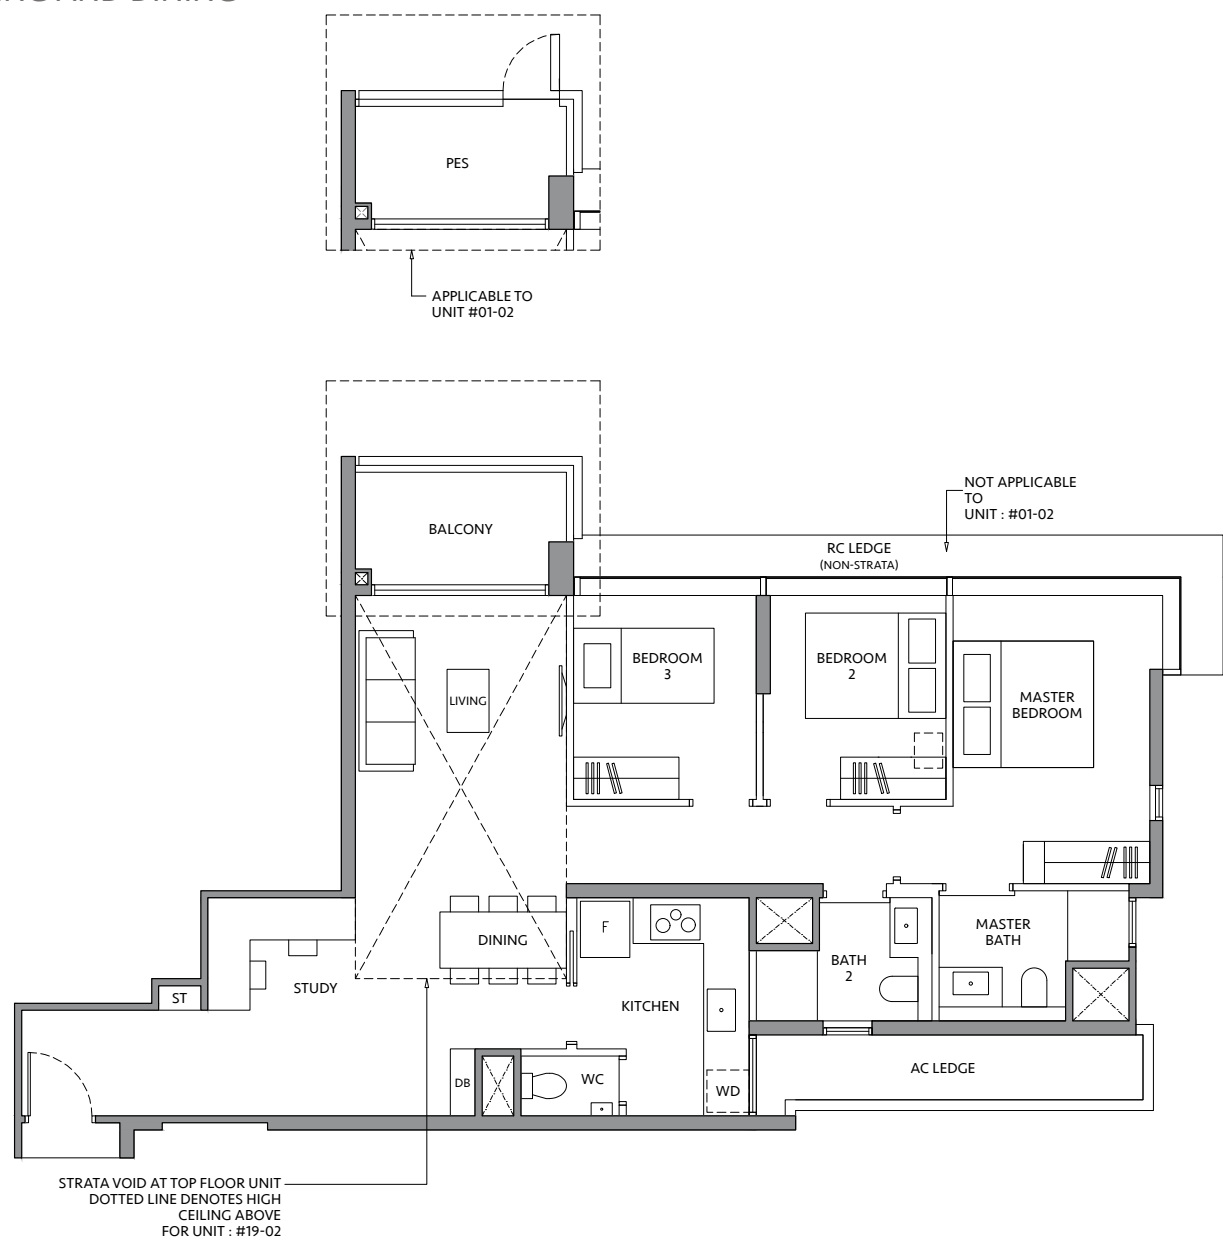 AND DINING
PES
APPLICABLE TO
UNIT #01-02
NOT APPLICABLE
TO
UNIT : #01-02
BALCONY
RC LEDGE
(NON-STRATA)
BEDROOM
3
BEDROOM
2
LIVING
MASTER
BEDROOM
DINING
F
MASTER
BATH
BATH
2
STUDY
ST
KITCHEN
AC LEDGE
DB
WC
WD
STRATA VOID AT TOP FLOOR UNIT
DOTTED LINE DENOTES HIGH
CEILING ABOVE
FOR UNIT : #19-02